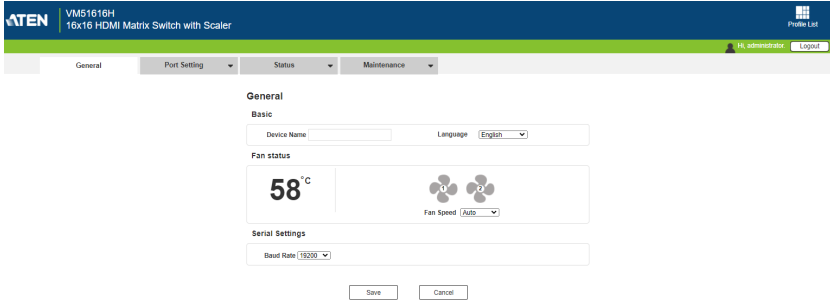 ATEN
VM51616H
16x16 HDMI Matrix Switch with Scaler
Profile List
Hi, administrator. Logout
General Port Setting Status Maintenance
General
Basic
Device Name Language English
Fan status
58°C
1 2
Fan Speed Auto
Serial Settings
Baud Rate 19200
Save Cancel